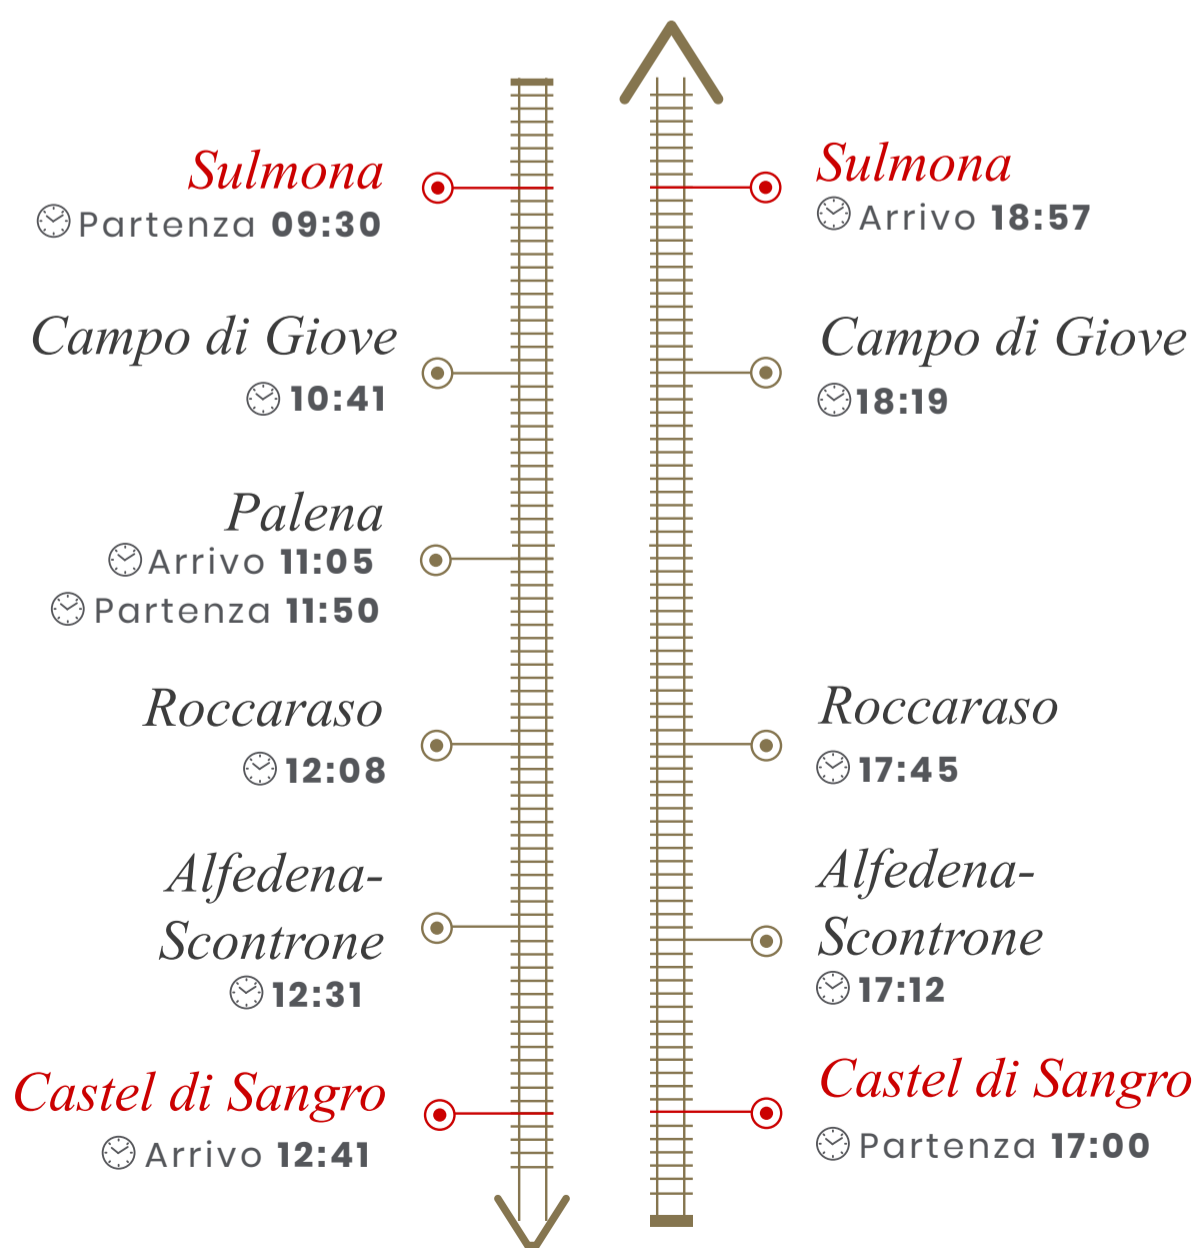 Sulmona
Partenza 09:30
Campo di Giove
10:41
Palena
Arrivo 11:05
Partenza 11:50
Roccaraso
12:08
Alfedena-
Scontrone
12:31
Castel di Sangro
Arrivo 12:41
Sulmona
Arrivo 18:57
Campo di Giove
18:19
Roccaraso
17:45
Alfedena-
Scontrone
17:12
Castel di Sangro
Partenza 17:00